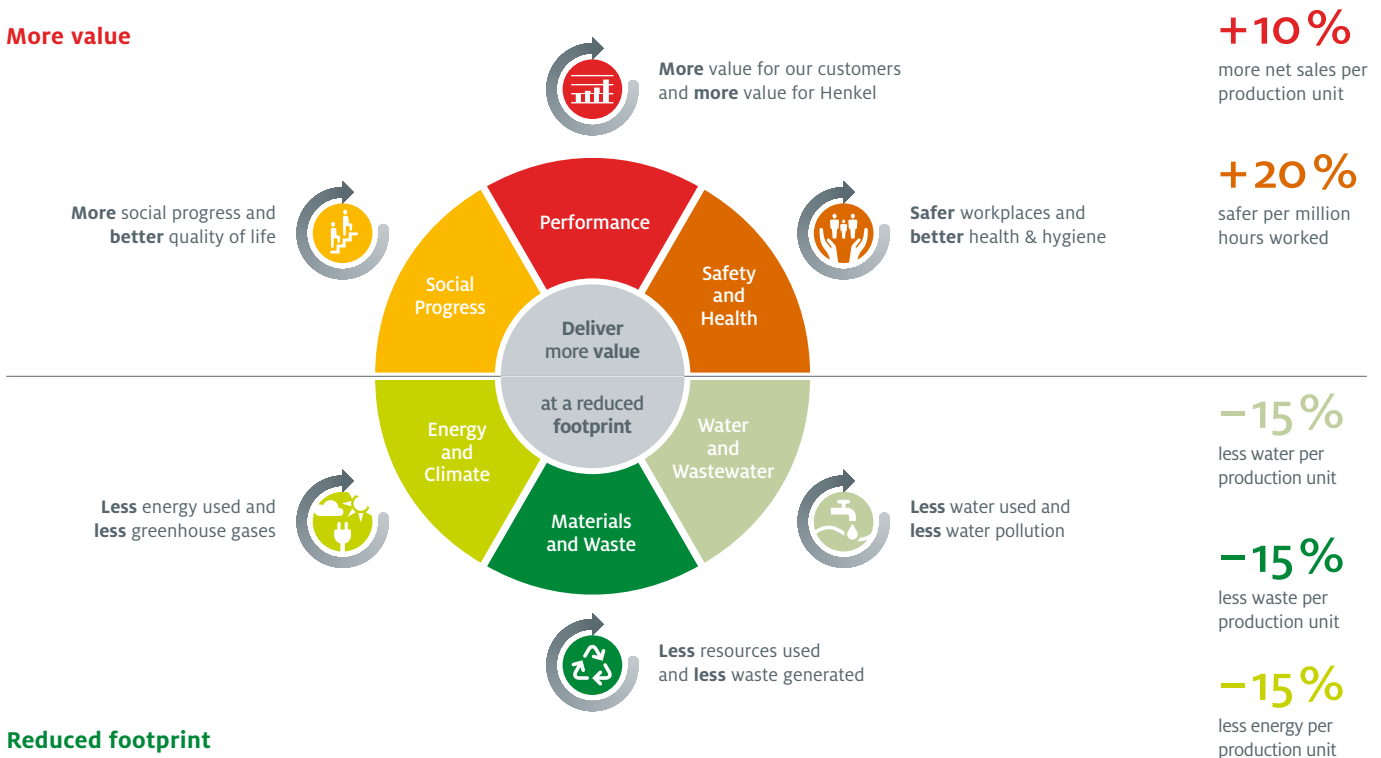 More value
More value for our customers
and more value for Henkel
+10 %
more net sales per
production unit
More social progress and
better quality of life
Performance
Safer workplaces and
better health & hygiene
+20 %
safer per million
hours worked
Social
Progress
Safety
and
Health
Deliver
more value
at a reduced
footprint
Energy
and
Climate
Water
and
Wastewater
−15 %
less water per
production unit
Less energy used and
less greenhouse gases
Materials
and Waste
Less water used and
less water pollution
−15 %
less waste per
production unit
Less resources used
and less waste generated
−15 %
less energy per
production unit
Reduced footprint